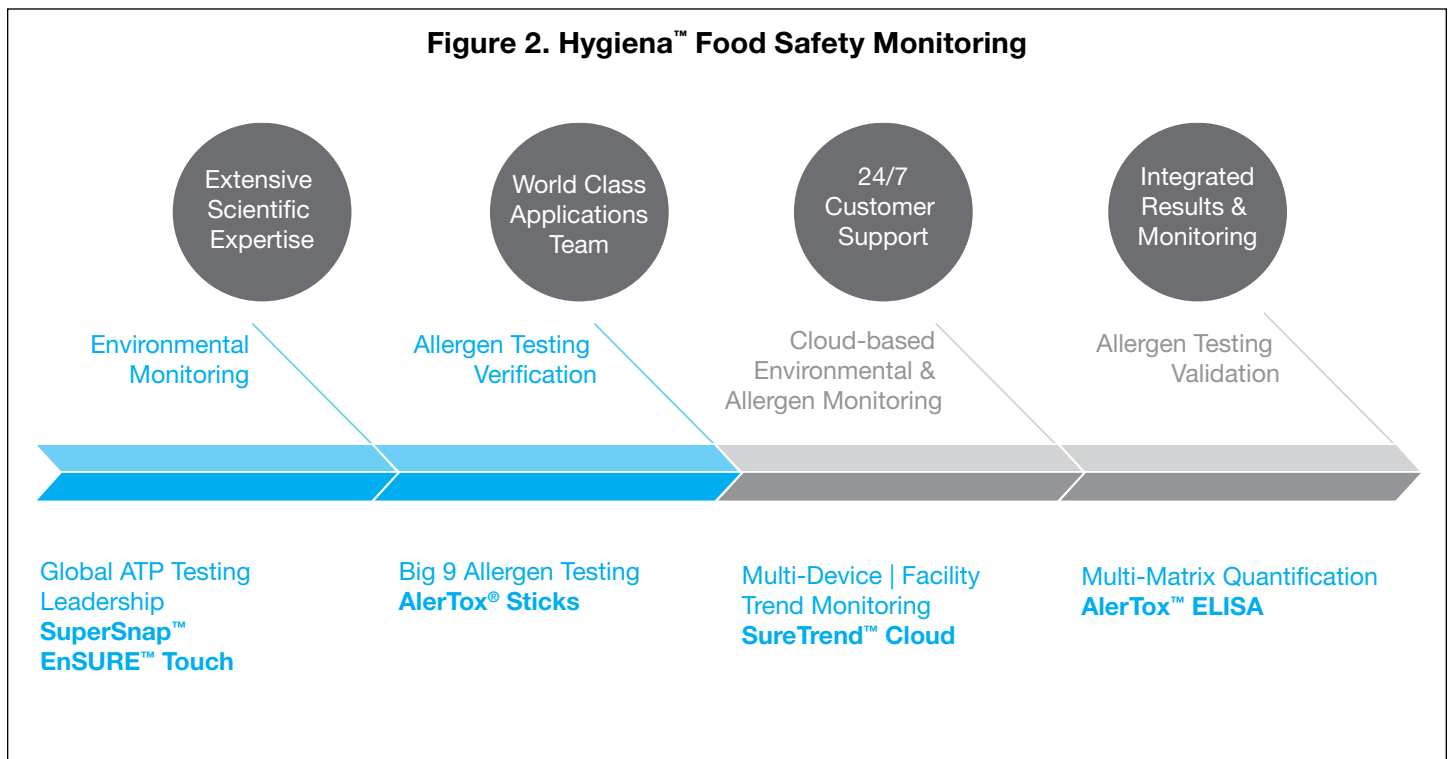 Figure 2. Hygiena™ Food Safety Monitoring
Extensive
Scientific
Expertise
World Class
Applications
Team
24/7
Customer
Support
Integrated
Results &
Monitoring
Environmental
Monitoring
Allergen Testing
Verification
Cloud-based
Environmental &
Allergen Monitoring
Allergen Testing
Validation
Global ATP Testing
Leadership
SuperSnap™
EnSURE™ Touch
Big 9 Allergen Testing
AlerTox® Sticks
Multi-Device | Facility
Trend Monitoring
SureTrend™ Cloud
Multi-Matrix Quantification
AlerTox™ ELISA